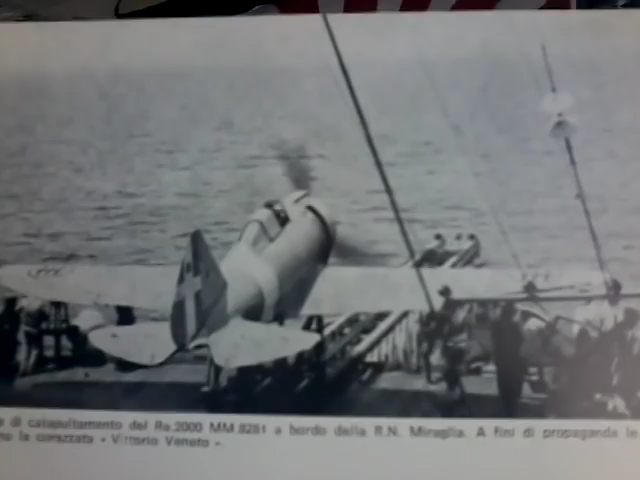 di catapultamento del Re.2000 MM 8281 a bordo della R.N. Miraglia. A fini di propaganda le
la corazzata « Vittorio Veneto ».